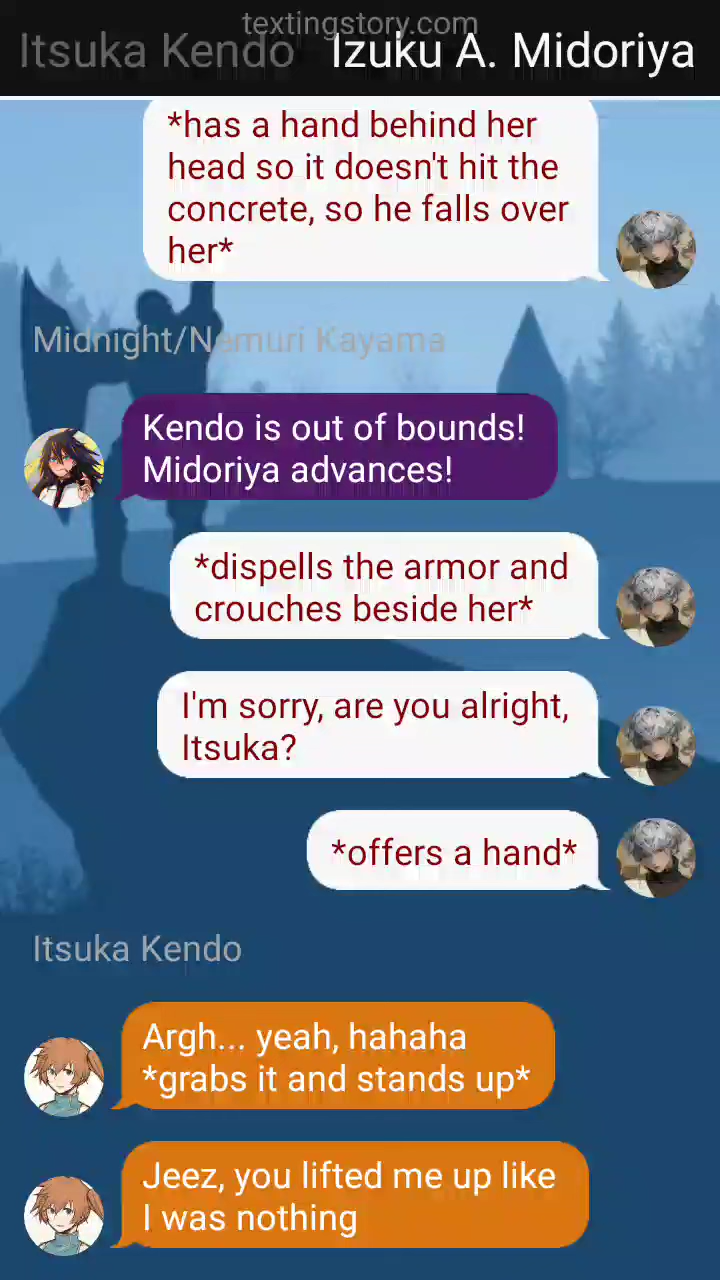 textingstory.com
Itsuka Kendo Izuku A. Midoriya
*has a hand behind her
head so it doesn't hit the
concrete, so he falls over
her*
Midnight/Nemuri Kayama
Kendo is out of bounds!
Midoriya advances!
*dispells the armor and
crouches beside her*
I'm sorry, are you alright,
Itsuka?
*offers a hand*
Itsuka Kendo
Argh... yeah, hahaha
*grabs it and stands up*
Jeez, you lifted me up like
I was nothing